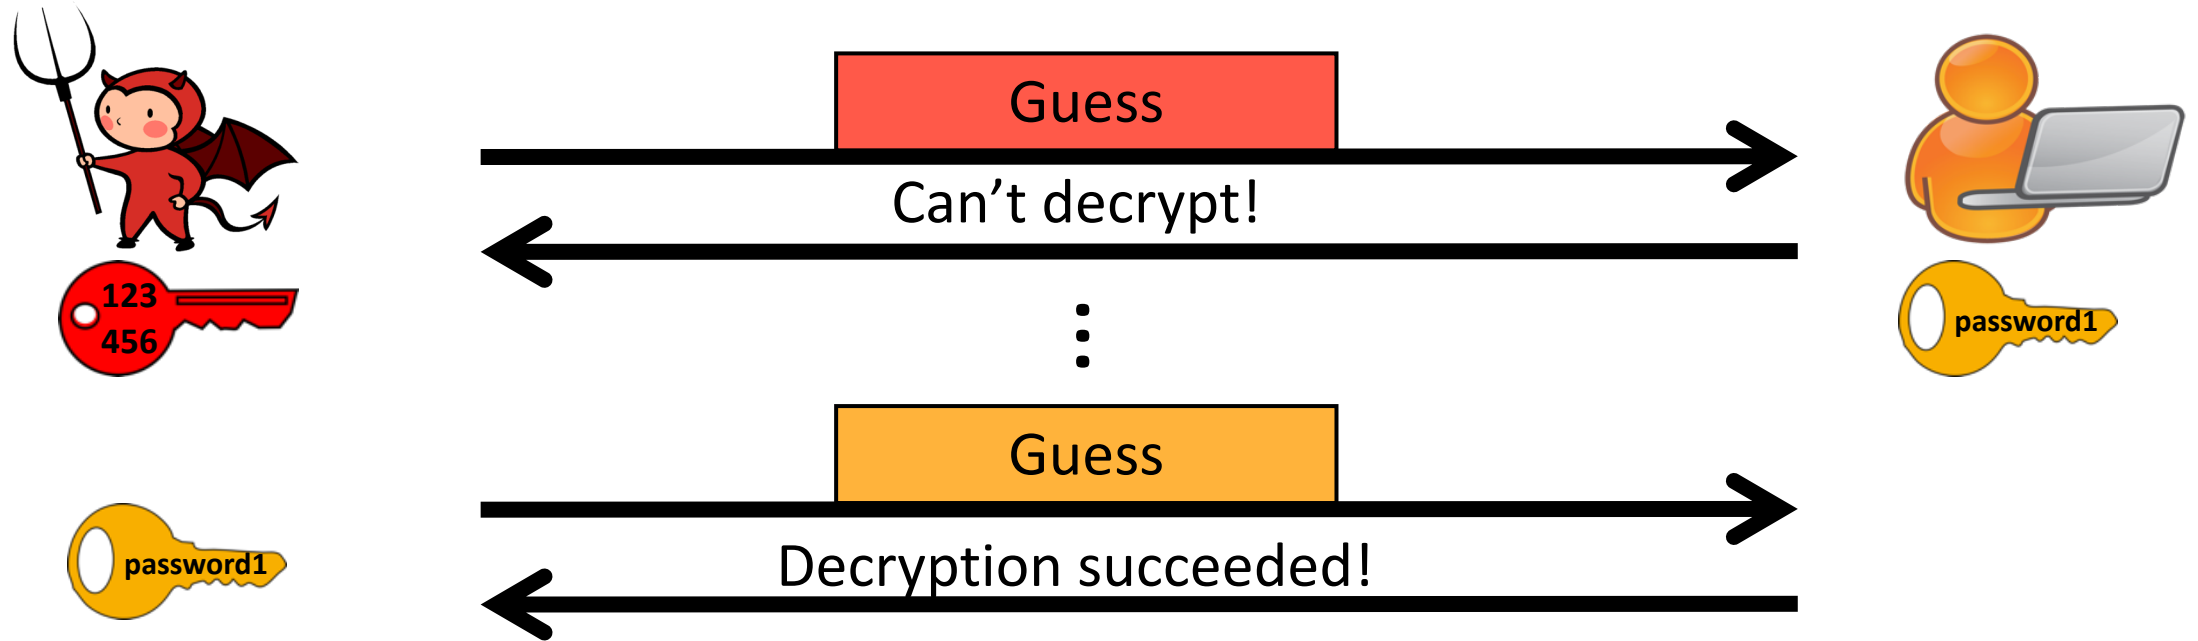 Guess
Can't decrypt!
123
456
password1
⋮
Guess
password1
Decryption succeeded!